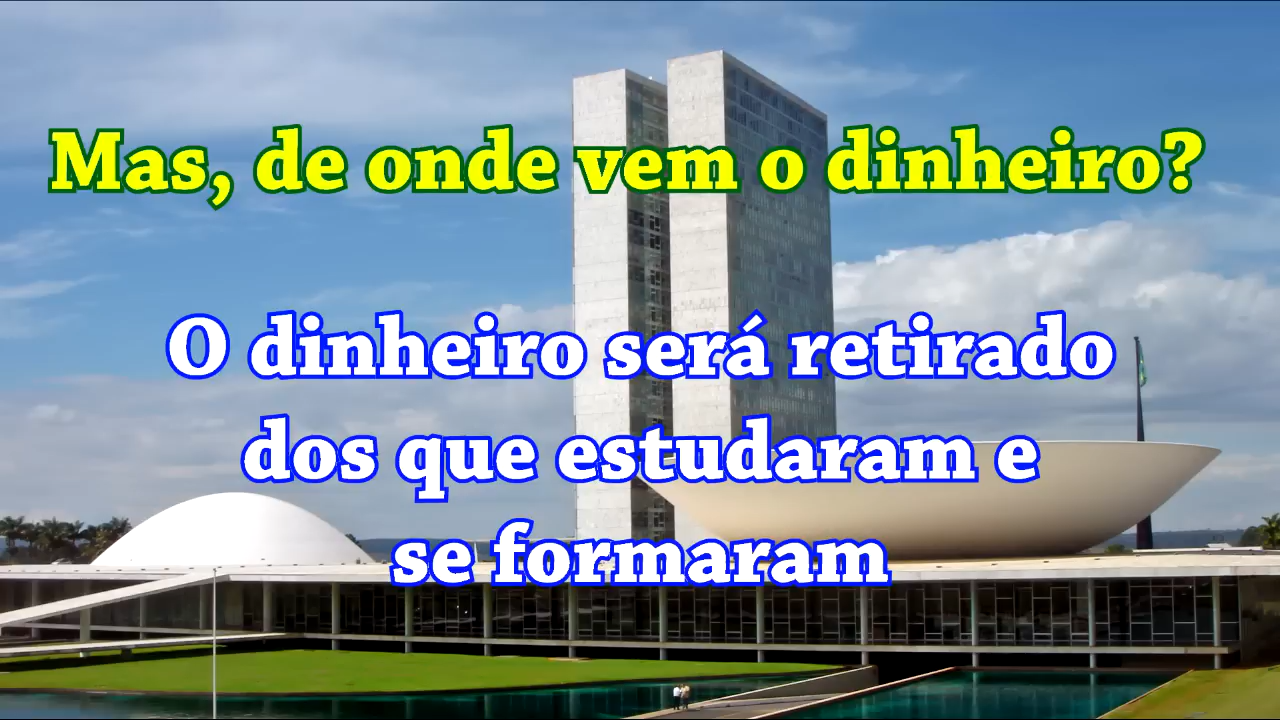 Mas, de onde vem o dinheiro?
O dinheiro será retirado
dos que estudaram e
se formaram